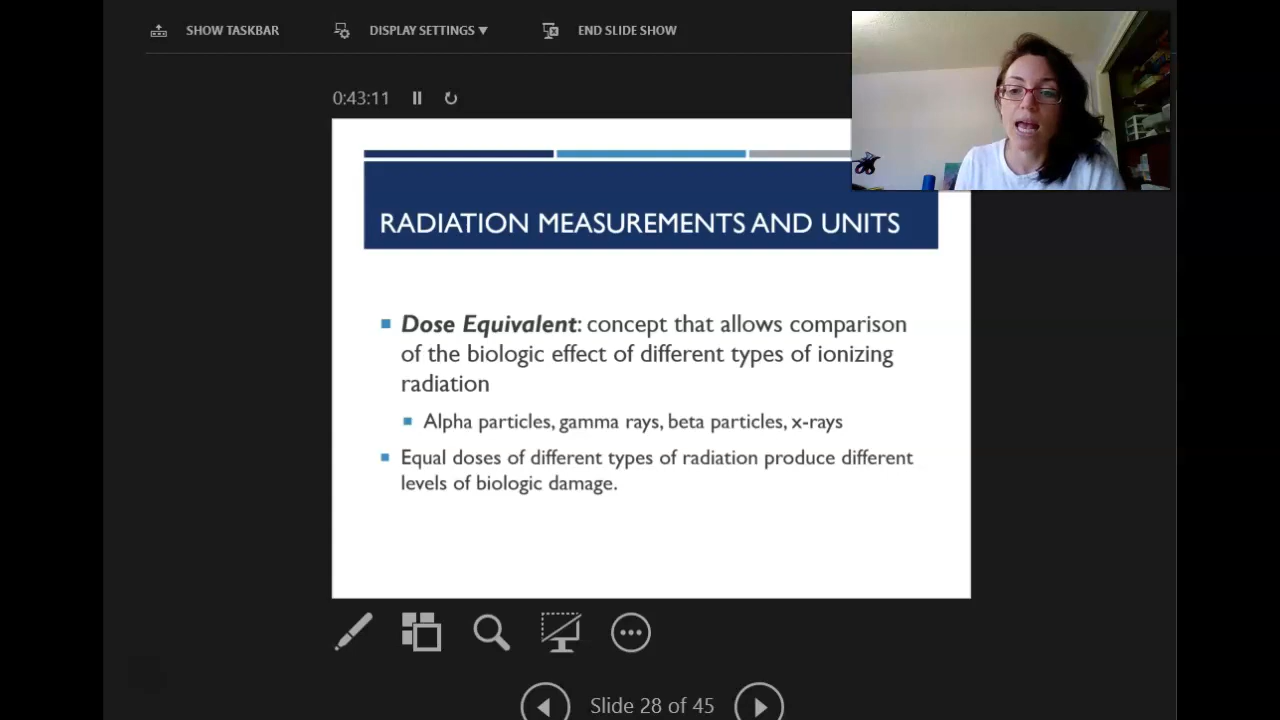 SHOW TASKBAR
DISPLAY SETTINGS ▼
END SLIDE SHOW
0:43:11
RADIATION MEASUREMENTS AND UNITS
Dose Equivalent: concept that allows comparison
of the biologic effect of different types of ionizing
radiation
Alpha particles, gamma rays, beta particles, x-rays
Equal doses of different types of radiation produce different
levels of biologic damage.
Slide 28 of 45